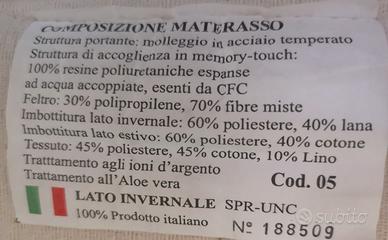 COMPOSIZIONE MATERASSO
Struttura portante: molleggio in acciaio temperato
Struttura di accoglienza in memory-touch:
100% resine poliuretaniche espanse
ad acqua accoppiate, esenti da CFC
Feltro: 30% polipropilene, 70% fibre miste
Imbottitura lato invernale: 60% poliestere, 40% lana
Imbottitura lato estivo: 60% poliestere, 40% cotone
Tessuto: 45% poliestere, 45% cotone, 10% Lino
Tratttamento agli ioni d'argento
Trattamento all'Aloe vera
Cod. 05
LATO INVERNALE SPR-UNC
100% Prodotto italiano
N° 188509
subito